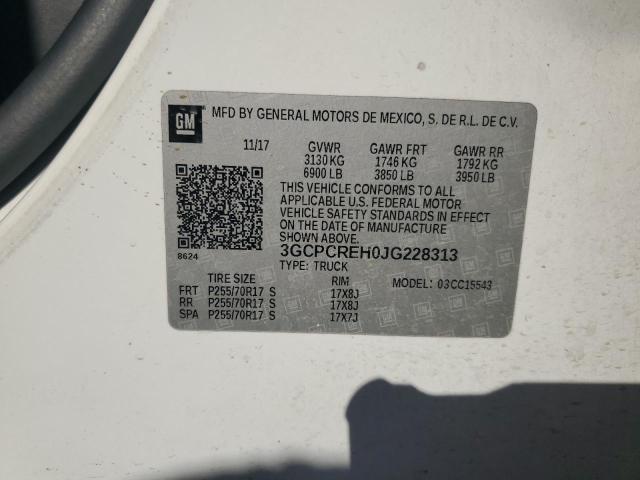 GM MFD BY GENERAL MOTORS DE MEXICO, S. DE R.L. DE C.V.
11/17 GVWR GAWR FRT GAWR RR
3130 KG 1746 KG 1792 KG
6900 LB 3850 LB 3950 LB
THIS VEHICLE CONFORMS TO ALL
APPLICABLE U.S. FEDERAL MOTOR
VEHICLE SAFETY STANDARDS IN EFFECT
ON THE DATE OF MANUFACTURE
SHOWN ABOVE.
8624 3GCPCREH0JG228313
TYPE: TRUCK
TIRE SIZE RIM MODEL: 03CC15543
FRT P255/70R17 S 17X8J
RR P255/70R17 S 17X8J
SPA P255/70R17 S 17X7J